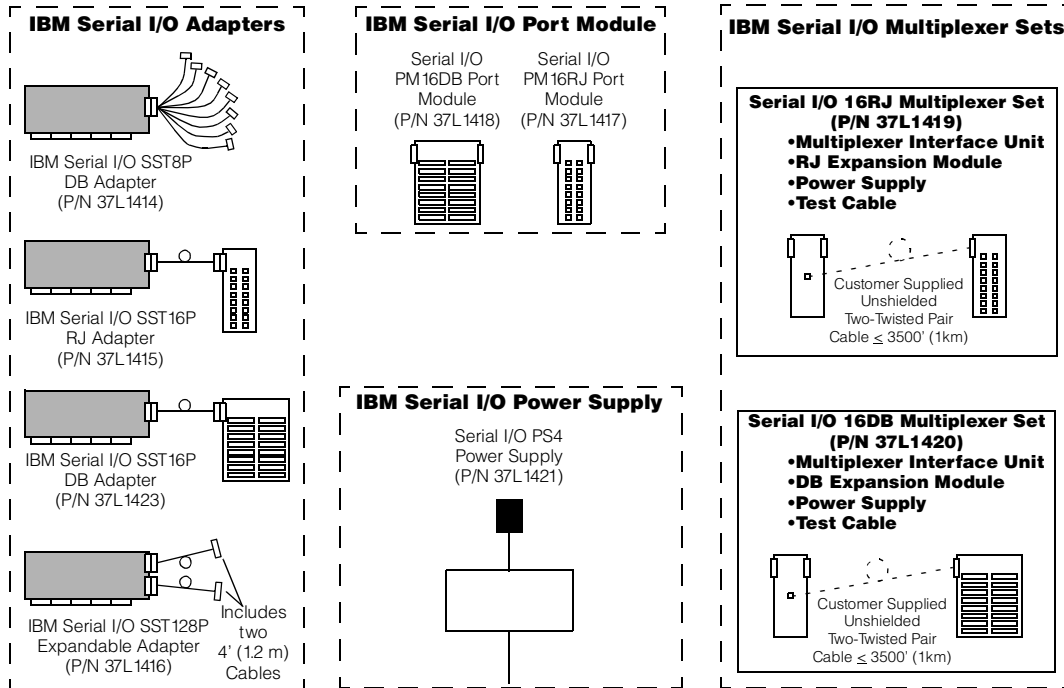 IBM Serial I/O Adapters
IBM Serial I/O SST8P
DB Adapter
(P/N 37L1414)
IBM Serial I/O SST16P
RJ Adapter
(P/N 37L1415)
IBM Serial I/O SST16P
DB Adapter
(P/N 37L1423)
IBM Serial I/O SST128P
Expandable Adapter
(P/N 37L1416)
Includes
two
4' (1.2 m)
Cables
IBM Serial I/O Port Module
Serial I/O
PM16DB Port
Module
(P/N 37L1418)
Serial I/O
PM16RJ Port
Module
(P/N 37L1417)
IBM Serial I/O Power Supply
Serial I/O PS4
Power Supply
(P/N 37L1421)
IBM Serial I/O Multiplexer Sets
Serial I/O 16RJ Multiplexer Set
(P/N 37L1419)
•Multiplexer Interface Unit
•RJ Expansion Module
•Power Supply
•Test Cable
Customer Supplied
Unshielded
Two-Twisted Pair
Cable ≤ 3500' (1km)
Serial I/O 16DB Multiplexer Set
(P/N 37L1420)
•Multiplexer Interface Unit
•DB Expansion Module
•Power Supply
•Test Cable
Customer Supplied
Unshielded
Two-Twisted Pair
Cable ≤ 3500' (1km)